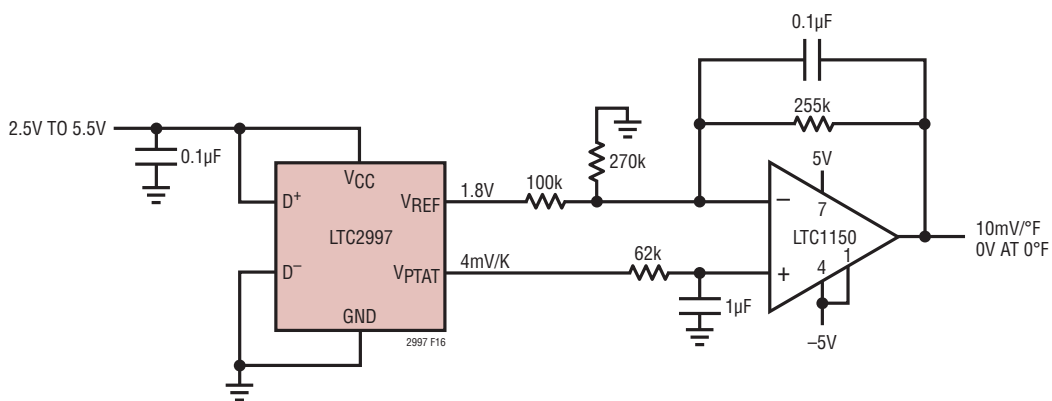 0.1µF
255k
2.5V TO 5.5V
0.1µF
270k
5V
VCC
D+
VREF
1.8V
100k
–
7
LTC2997
LTC1150
10mV/°F
0V AT 0°F
D–
VPTAT
4mV/K
62k
+
4
1
GND
1µF
2997 F16
–5V